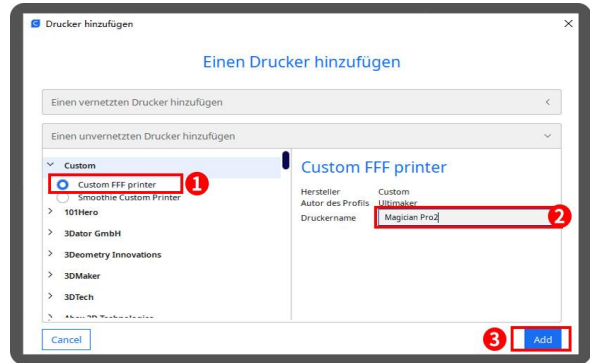 Drucker hinzufügen
Einen Drucker hinzufügen
Einen vernetzten Drucker hinzufügen
Einen unvernetzten Drucker hinzufügen
Custom
Custom FFF printer
1
Smoothie Custom Printer
101Hero
3Dator GmbH
3Deometry Innovations
3DMaker
3DTech
Custom FFF printer
Hersteller Custom
Autor des Profils Ultimaker
Druckername Magician Pro2
2
Cancel
3
Add